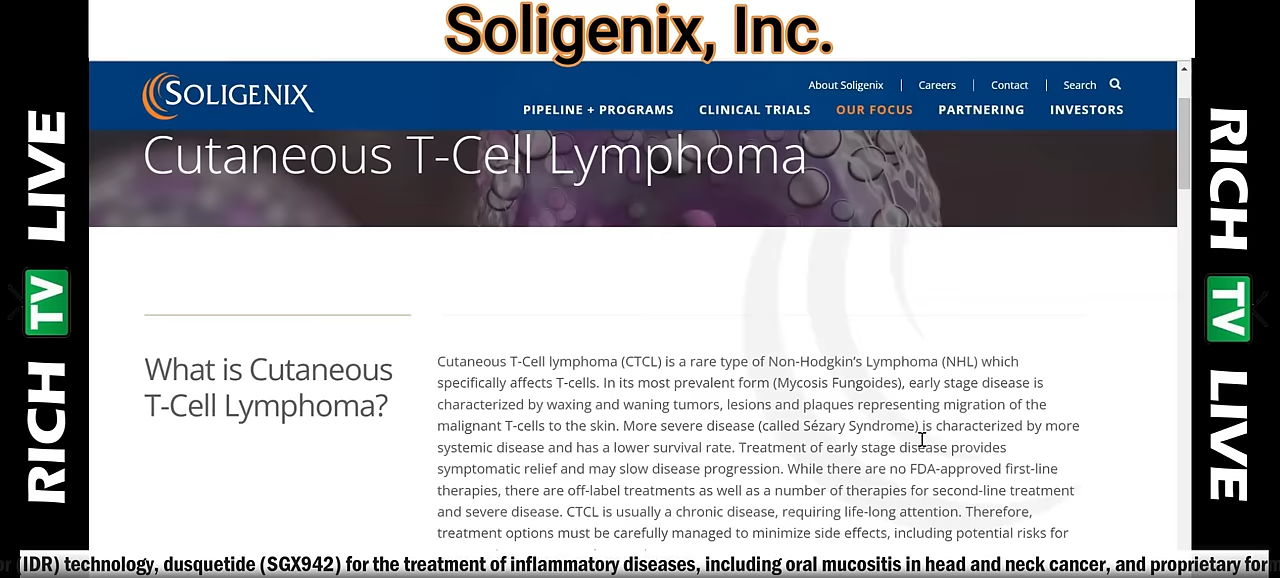 Soligenix, Inc.
SOLIGENIX
About Soligenix | Careers | Contact | Search
PIPELINE + PROGRAMS CLINICAL TRIALS OUR FOCUS PARTNERING INVESTORS
Cutaneous T-Cell Lymphoma
What is Cutaneous
T-Cell Lymphoma?
Cutaneous T-Cell lymphoma (CTCL) is a rare type of Non-Hodgkin's Lymphoma (NHL) which
specifically affects T-cells. In its most prevalent form (Mycosis Fungoides), early stage disease is
characterized by waxing and waning tumors, lesions and plaques representing migration of the
malignant T-cells to the skin. More severe disease (called Sézary Syndrome) is characterized by more
systemic disease and has a lower survival rate. Treatment of early stage disease provides
symptomatic relief and may slow disease progression. While there are no FDA-approved first-line
therapies, there are off-label treatments as well as a number of therapies for second-line treatment
and severe disease. CTCL is usually a chronic disease, requiring life-long attention. Therefore,
treatment options must be carefully managed to minimize side effects, including potential risks for
RICH TV LIVE
RICH TV LIVE
(IDR) technology, dusquetide (SGX942) for the treatment of inflammatory diseases, including oral mucositis in head and neck cancer, and proprietary for